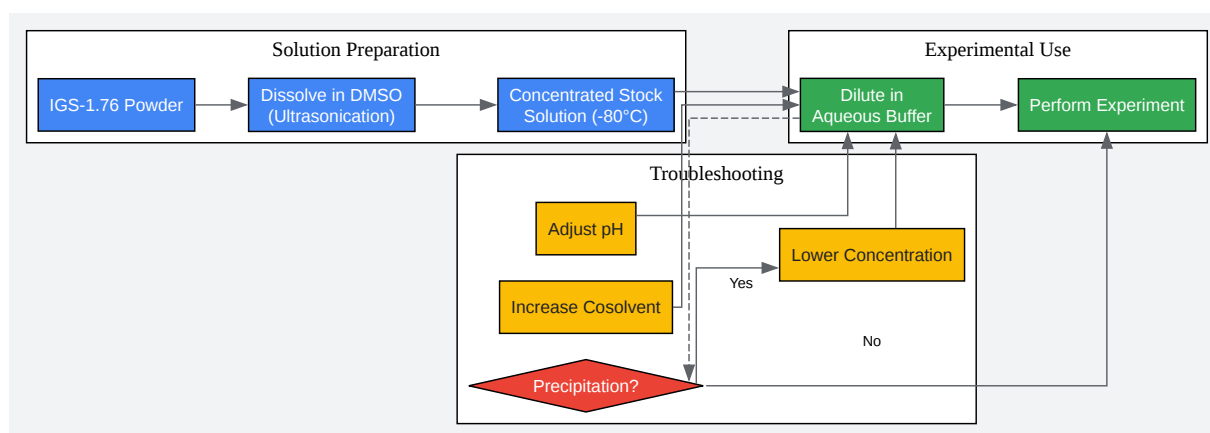 Solution Preparation
IGS-1.76 Powder
Dissolve in DMSO
(Ultrasonication)
Concentrated Stock
Solution (-80°C)
Experimental Use
Dilute in
Aqueous Buffer
Perform Experiment
Troubleshooting
Adjust pH
Lower Concentration
Increase Cosolvent
Yes
No
Precipitation?